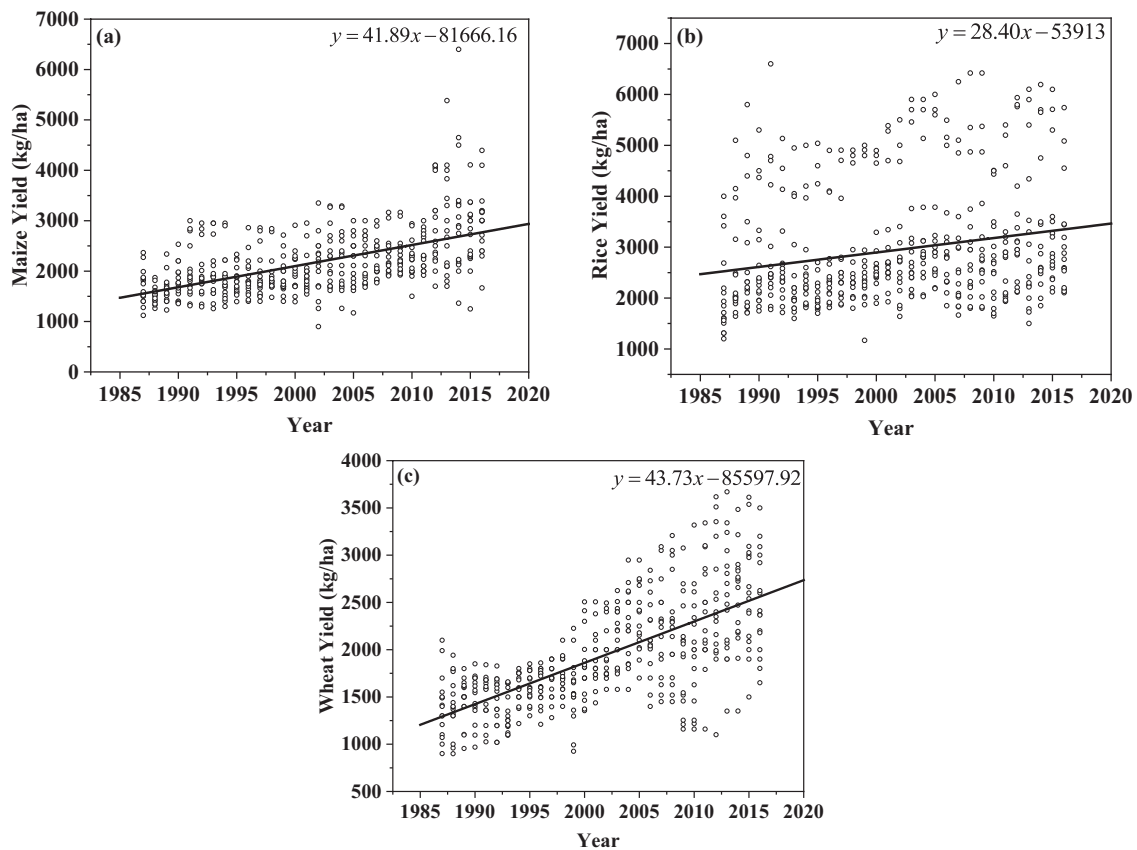 (a)
y = 41.89x − 81666.16
7000
6000
5000
4000
3000
2000
1000
0
Maize Yield (kg/ha)
1985 1990 1995 2000 2005 2010 2015 2020
Year
(b)
y = 28.40x − 53913
7000
6000
5000
4000
3000
2000
1000
Rice Yield (kg/ha)
1985 1990 1995 2000 2005 2010 2015 2020
Year
(c)
y = 43.73x − 85597.92
4000
3500
3000
2500
2000
1500
1000
500
Wheat Yield (kg/ha)
1985 1990 1995 2000 2005 2010 2015 2020
Year